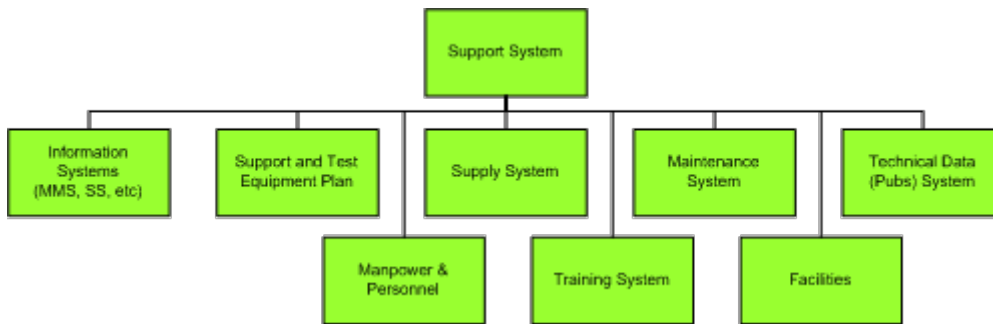 Support System
Information
Systems
(MMS, SS, etc)
Support and Test
Equipment Plan
Supply System
Maintenance
System
Technical Data
(Pubs) System
Manpower &
Personnel
Training System
Facilities